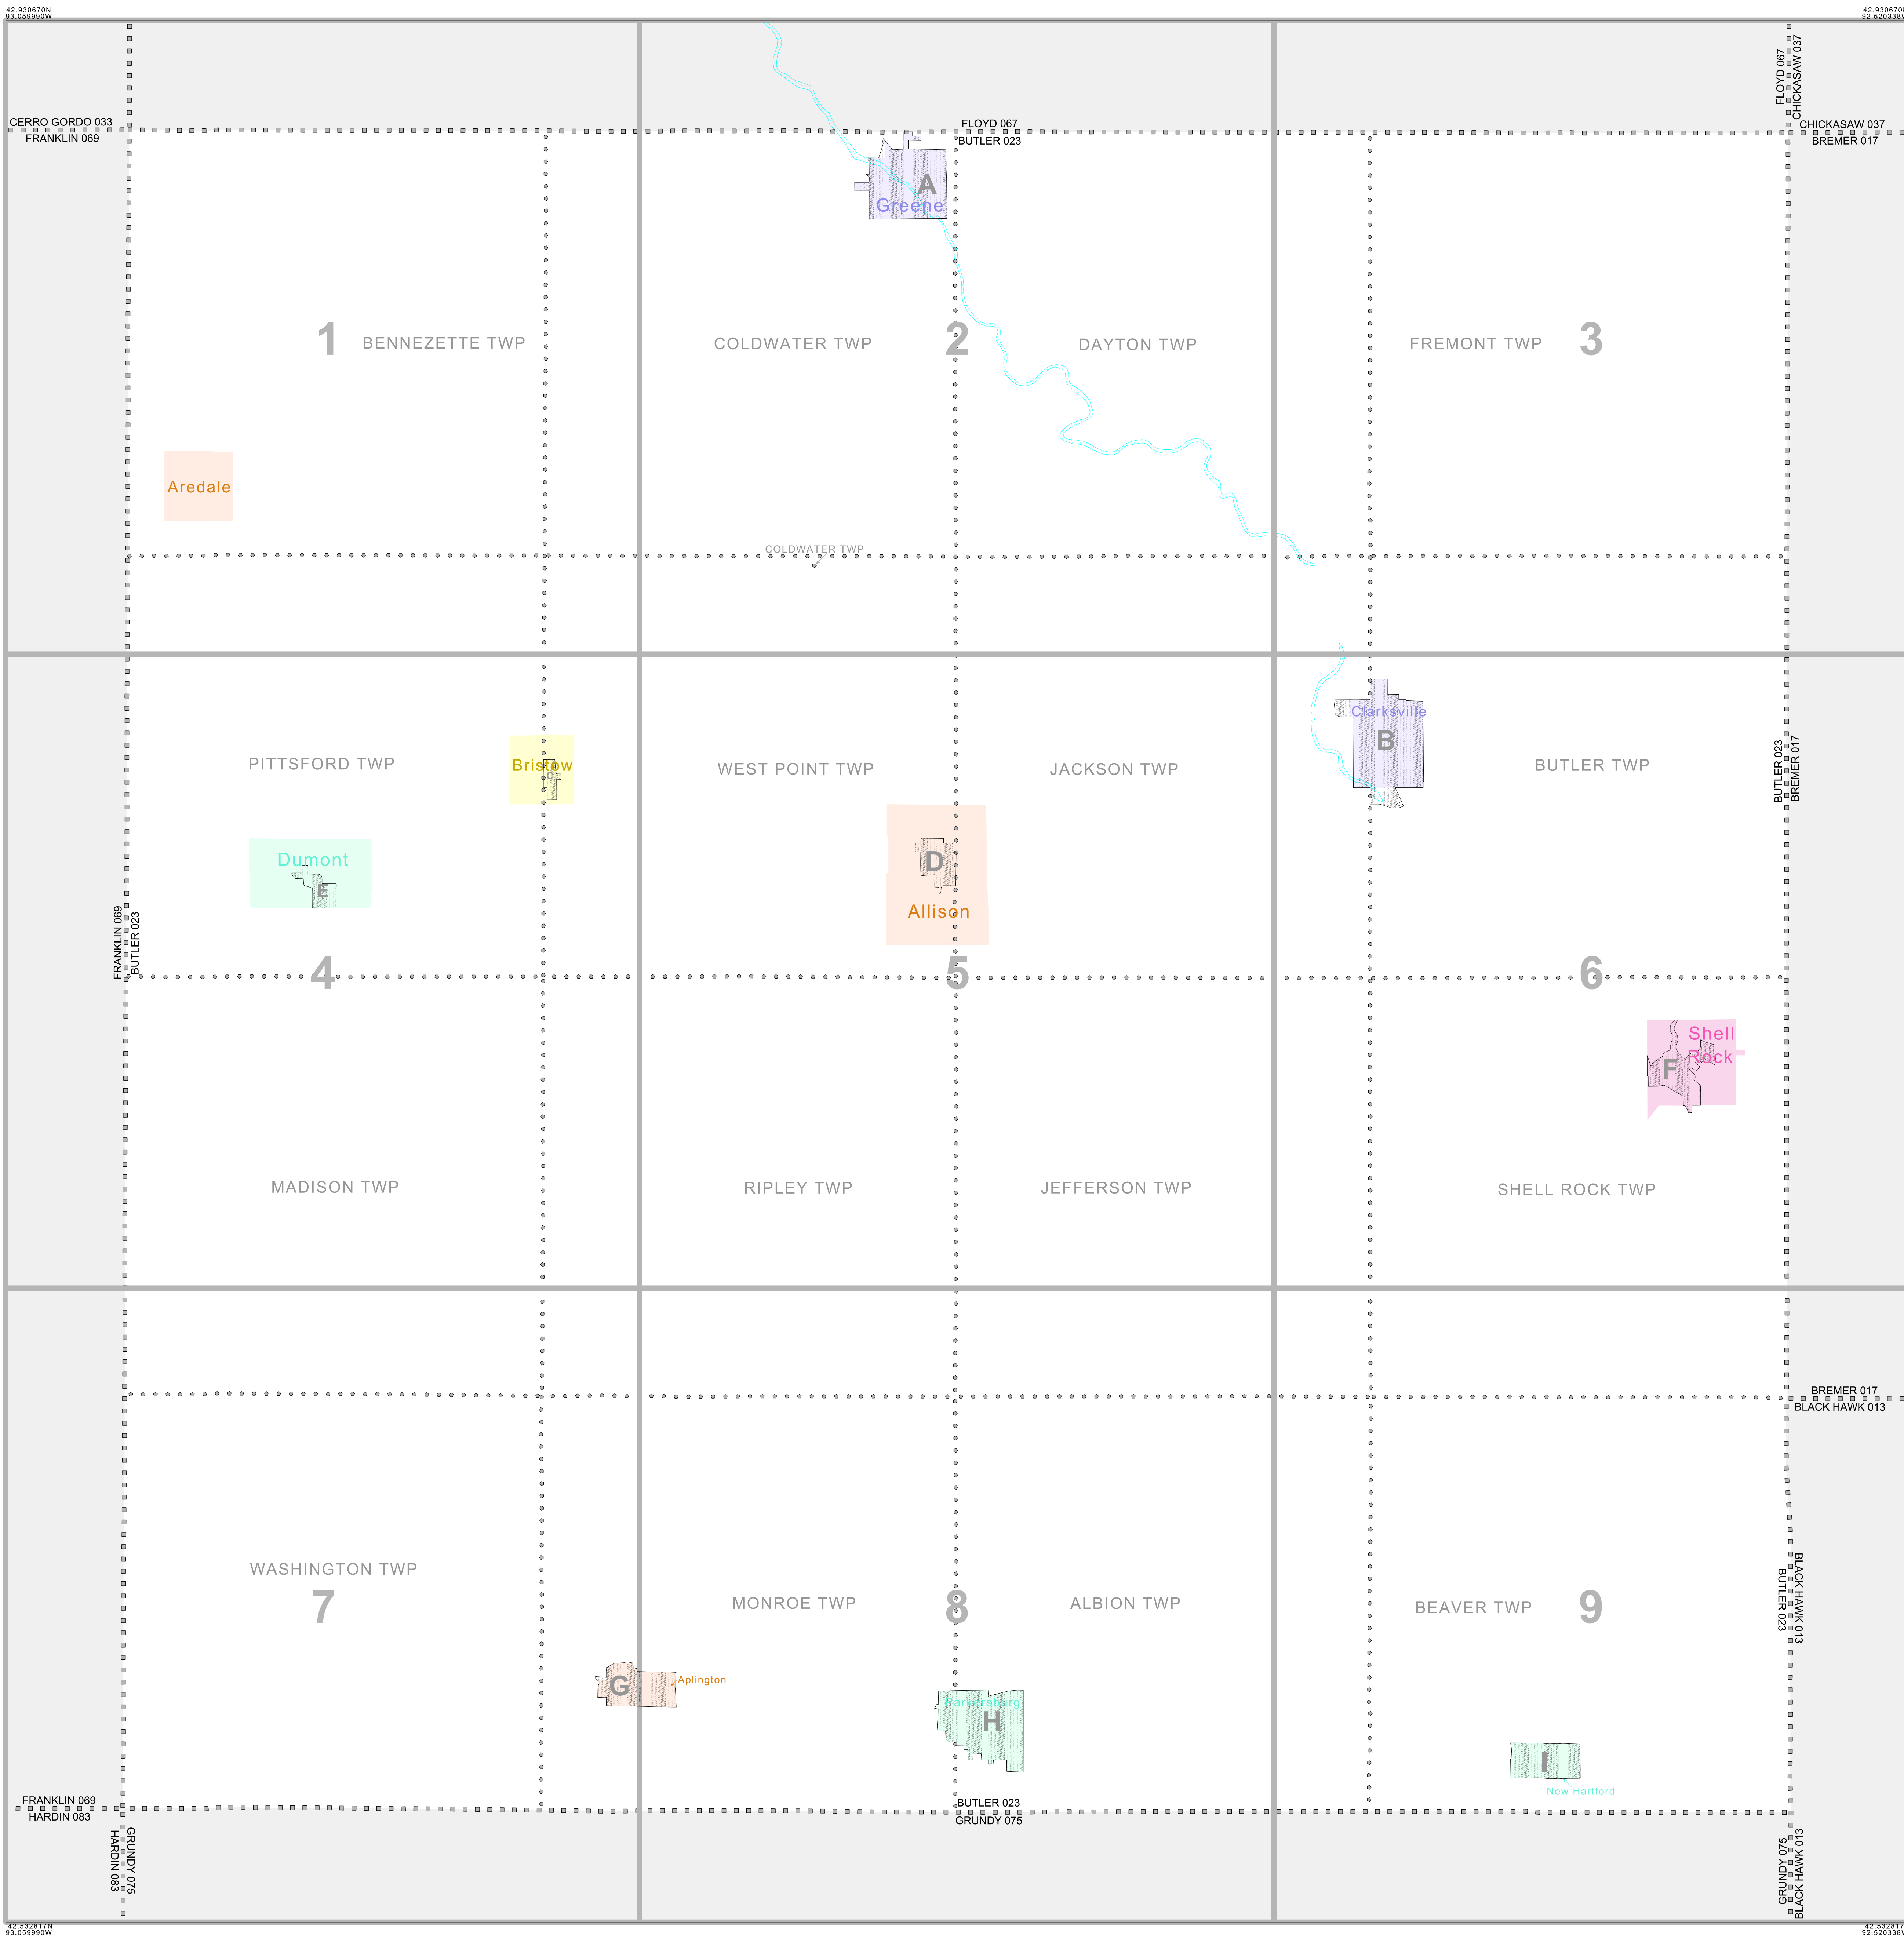 42.930670N
93.059990W
42.930670N
92.520338W
FLOYD 067
CHICKASAW 037
CERRO GORDO 033
FRANKLIN 069
FLOYD 067
BUTLER 023
CHICKASAW 037
BREMER 017
A
Greene
1
BENNEZETTE TWP
COLDWATER TWP
2
DAYTON TWP
FREMONT TWP
3
Aredale
COLDWATER TWP
Clarksville
B
PITTSFORD TWP
Bristow
C
WEST POINT TWP
JACKSON TWP
BUTLER TWP
BUTLER 023
BREMER 017
Dumont
E
D
Allison
FRANKLIN 069
BUTLER 023
4
5
6
Shell
Rock
F
MADISON TWP
RIPLEY TWP
JEFFERSON TWP
SHELL ROCK TWP
BREMER 017
BLACK HAWK 013
WASHINGTON TWP
7
MONROE TWP
8
ALBION TWP
BEAVER TWP
9
BUTLER 023
BLACK HAWK 013
G
Aplington
Parkersburg
H
I
New Hartford
FRANKLIN 069
HARDIN 083
BUTLER 023
GRUNDY 075
HARDIN 083
GRUNDY 075
GRUNDY 075
BLACK HAWK 013
42.532817N
93.059990W
42.532817N
92.520338W